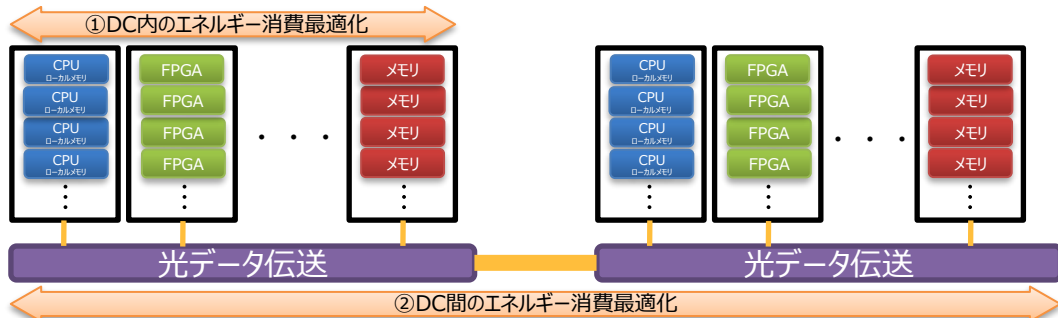 ①DC内のエネルギー消費最適化
CPU
ローカルメモリ
CPU
ローカルメモリ
CPU
ローカルメモリ
CPU
ローカルメモリ
FPGA
FPGA
FPGA
FPGA
メモリ
メモリ
メモリ
メモリ
CPU
ローカルメモリ
CPU
ローカルメモリ
CPU
ローカルメモリ
CPU
ローカルメモリ
FPGA
FPGA
FPGA
FPGA
メモリ
メモリ
メモリ
メモリ
光データ伝送
光データ伝送
②DC間のエネルギー消費最適化